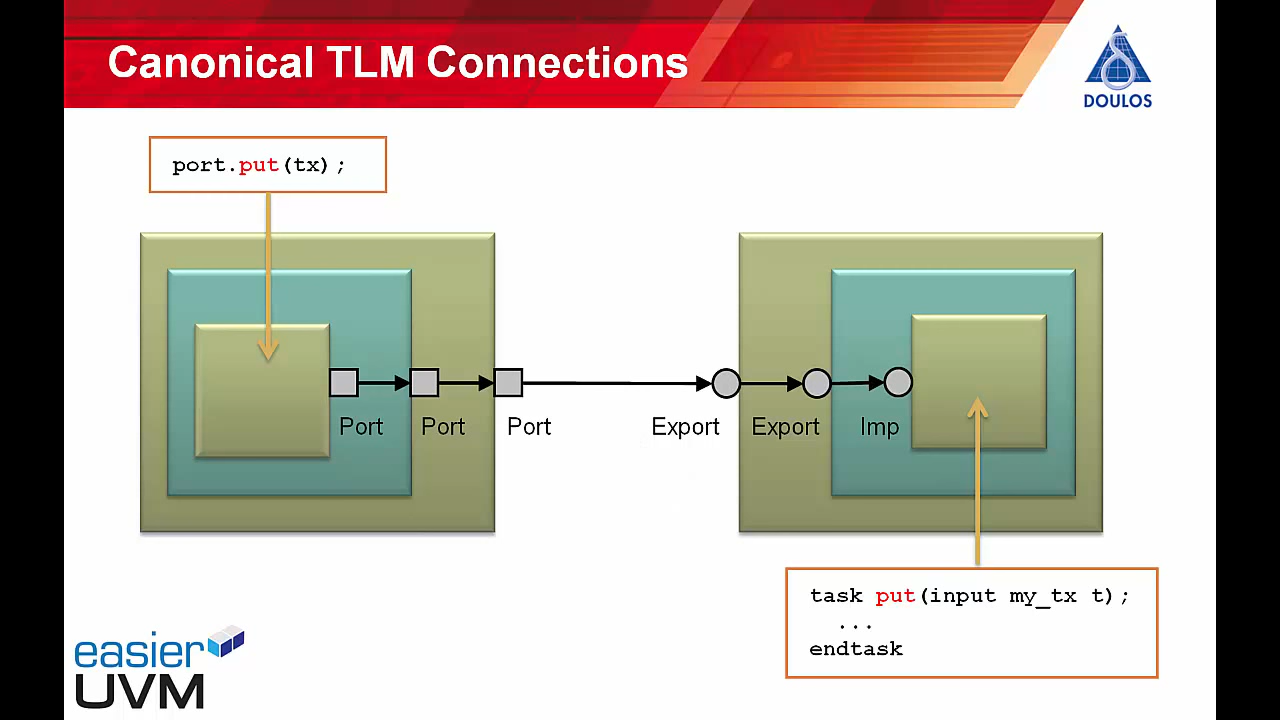 Canonical TLM Connections
DOULOS
port.put(tx);
Port
Port
Port
Export
Export
Imp
task put(input my_tx t);
...
endtask
easier
UVM